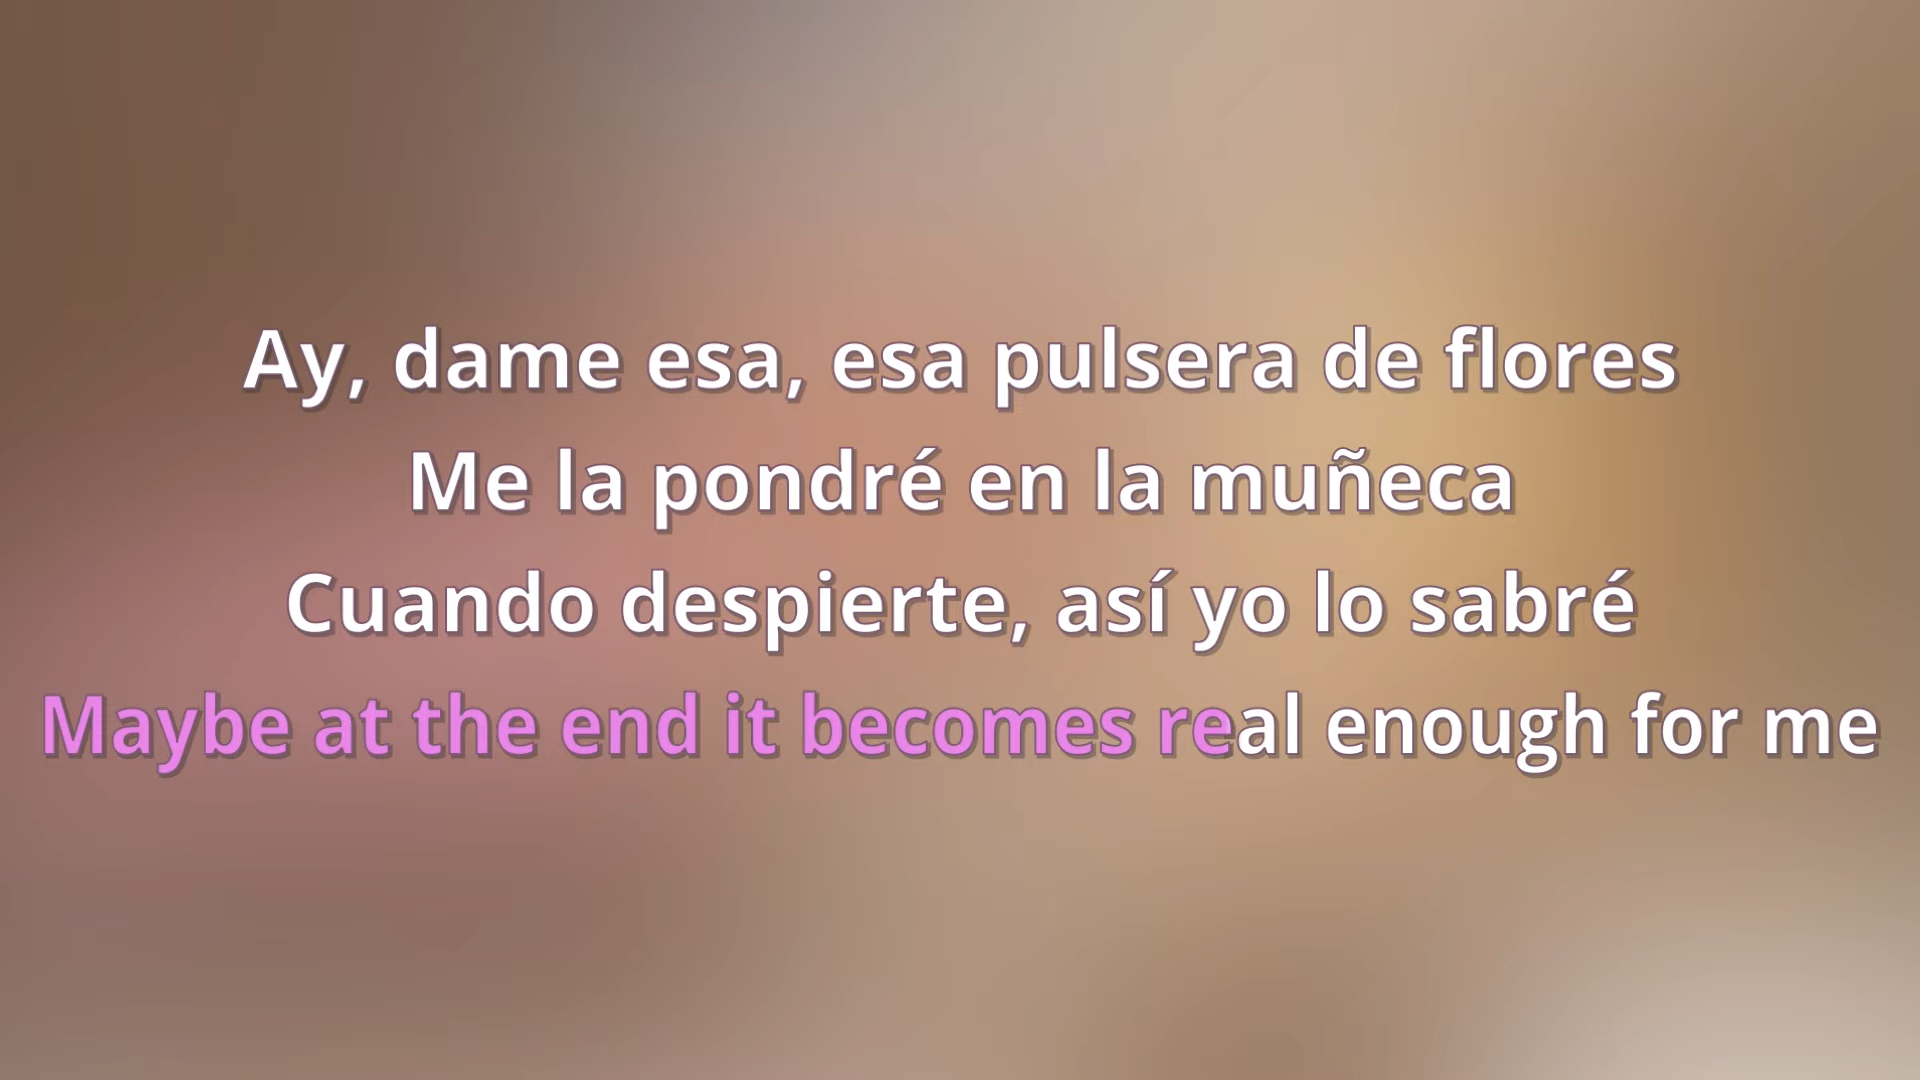 Ay, dame esa, esa pulsera de flores
Me la pondré en la muñeca
Cuando despierte, así yo lo sabré
Maybe at the end it becomes real enough for me